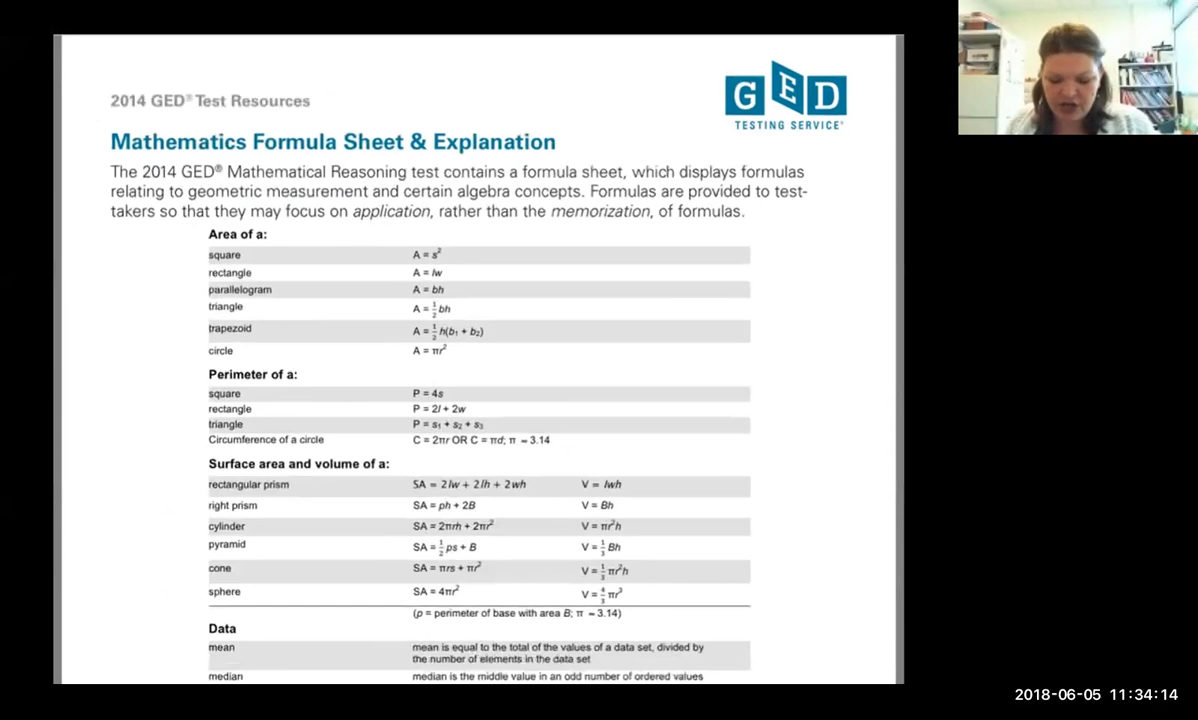 2014 GED® Test Resources
GED
TESTING SERVICE®
Mathematics Formula Sheet & Explanation
The 2014 GED® Mathematical Reasoning test contains a formula sheet, which displays formulas
relating to geometric measurement and certain algebra concepts. Formulas are provided to test-
takers so that they may focus on application, rather than the memorization, of formulas.
Area of a:
square A = s²
rectangle A = lw
parallelogram A = bh
triangle A = ½bh
trapezoid A = ½h(b₁ + b₂)
circle A = πr²
Perimeter of a:
square P = 4s
rectangle P = 2l + 2w
triangle P = s₁ + s₂ + s₃
Circumference of a circle C = 2πr OR C = πd; π ≈ 3.14
Surface area and volume of a:
rectangular prism SA = 2lw + 2lh + 2wh V = lwh
right prism SA = ph + 2B V = Bh
cylinder SA = 2πrh + 2πr² V = πr²h
pyramid SA = ½ps + B V = ⅓Bh
cone SA = πrs + πr² V = ⅓πr²h
sphere SA = 4πr² V = 4/3πr³
(p = perimeter of base with area B; π ≈ 3.14)
Data
mean mean is equal to the total of the values of a data set, divided by
the number of elements in the data set
median median is the middle value in an odd number of ordered values
2018-06-05 11:34:14